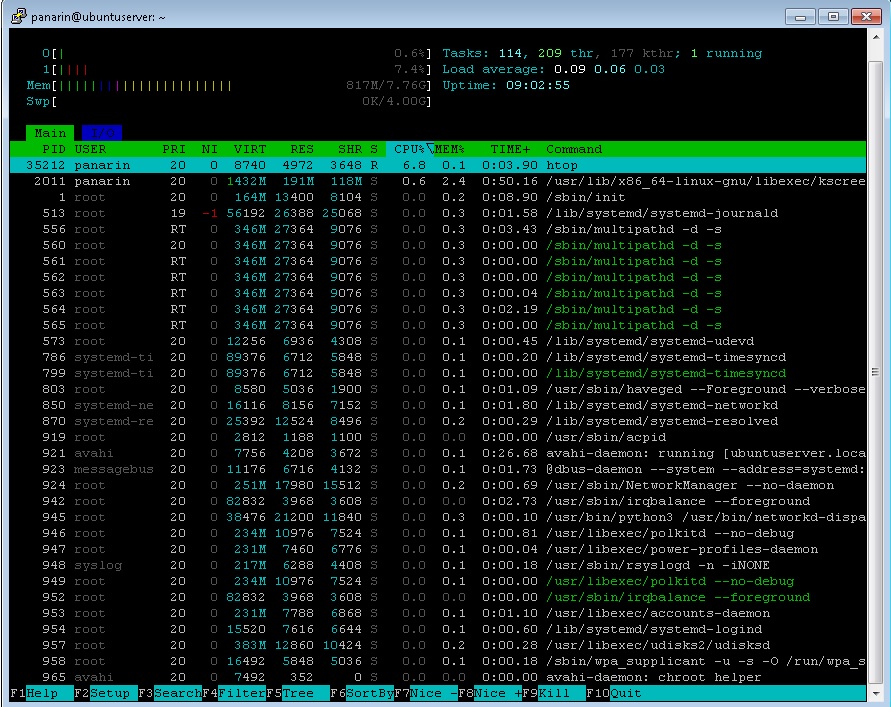 panarin@ubuntuserver: ~
0[| 0.6%] Tasks: 114, 209 thr, 177 kthr; 1 running
1[|||| 7.4%] Load average: 0.09 0.06 0.03
Mem[|||||||||||||||||||||| 817M/7.76G] Uptime: 09:02:55
Swp[ 0K/4.00G]
Main I/O
PID USER PRI NI VIRT RES SHR S CPU%▽MEM% TIME+ Command
35212 panarin 20 0 8740 4972 3648 R 6.8 0.1 0:03.90 htop
2011 panarin 20 0 1432M 191M 118M S 0.6 2.4 0:50.16 /usr/lib/x86_64-linux-gnu/libexec/kscree
1 root 20 0 164M 13400 8104 S 0.0 0.2 0:08.90 /sbin/init
513 root 19 -1 56192 26388 25068 S 0.0 0.3 0:01.58 /lib/systemd/systemd-journald
556 root RT 0 346M 27364 9076 S 0.0 0.3 0:03.43 /sbin/multipathd -d -s
560 root 20 0 346M 27364 9076 S 0.0 0.3 0:00.00 /sbin/multipathd -d -s
561 root RT 0 346M 27364 9076 S 0.0 0.3 0:00.00 /sbin/multipathd -d -s
562 root RT 0 346M 27364 9076 S 0.0 0.3 0:00.00 /sbin/multipathd -d -s
563 root RT 0 346M 27364 9076 S 0.0 0.3 0:00.04 /sbin/multipathd -d -s
564 root RT 0 346M 27364 9076 S 0.0 0.3 0:02.19 /sbin/multipathd -d -s
565 root RT 0 346M 27364 9076 S 0.0 0.3 0:00.00 /sbin/multipathd -d -s
573 root 20 0 12256 6936 4308 S 0.0 0.1 0:00.45 /lib/systemd/systemd-udevd
786 systemd-ti 20 0 89376 6712 5848 S 0.0 0.1 0:00.20 /lib/systemd/systemd-timesyncd
799 systemd-ti 20 0 89376 6712 5848 S 0.0 0.1 0:00.00 /lib/systemd/systemd-timesyncd
803 root 20 0 8580 5036 1900 S 0.0 0.1 0:01.09 /usr/sbin/haveged --Foreground --verbose
850 systemd-ne 20 0 16116 8156 7152 S 0.0 0.1 0:01.80 /lib/systemd/systemd-networkd
870 systemd-re 20 0 25392 12524 8496 S 0.0 0.2 0:00.29 /lib/systemd/systemd-resolved
919 root 20 0 2812 1188 1100 S 0.0 0.0 0:00.00 /usr/sbin/acpid
921 avahi 20 0 7756 4208 3672 S 0.0 0.1 0:26.68 avahi-daemon: running [ubuntuserver.loca
923 messagebus 20 0 11176 6716 4132 S 0.0 0.1 0:01.73 @dbus-daemon --system --address=systemd:
924 root 20 0 251M 17980 15512 S 0.0 0.2 0:00.69 /usr/sbin/NetworkManager --no-daemon
942 root 20 0 82832 3968 3608 S 0.0 0.0 0:02.73 /usr/sbin/irqbalance --foreground
945 root 20 0 38476 21200 11840 S 0.0 0.3 0:00.10 /usr/bin/python3 /usr/bin/networkd-dispa
946 root 20 0 234M 10976 7524 S 0.0 0.1 0:00.81 /usr/libexec/polkitd --no-debug
947 root 20 0 231M 7460 6776 S 0.0 0.1 0:00.04 /usr/libexec/power-profiles-daemon
948 syslog 20 0 217M 6288 4408 S 0.0 0.1 0:00.18 /usr/sbin/rsyslogd -n -iNONE
949 root 20 0 234M 10976 7524 S 0.0 0.1 0:00.00 /usr/libexec/polkitd --no-debug
952 root 20 0 82832 3968 3608 S 0.0 0.0 0:00.00 /usr/sbin/irqbalance --foreground
953 root 20 0 231M 7788 6868 S 0.0 0.1 0:01.10 /usr/libexec/accounts-daemon
954 root 20 0 15520 7616 6644 S 0.0 0.1 0:00.60 /lib/systemd/systemd-logind
957 root 20 0 383M 12860 10424 S 0.0 0.2 0:00.28 /usr/libexec/udisks2/udisksd
958 root 20 0 16492 5848 5036 S 0.0 0.1 0:00.18 /sbin/wpa_supplicant -u -s -O /run/wpa_s
965 avahi 20 0 7492 352 0 S 0.0 0.0 0:00.00 avahi-daemon: chroot helper
F1Help F2Setup F3SearchF4FilterF5Tree F6SortByF7Nice -F8Nice +F9Kill F10Quit